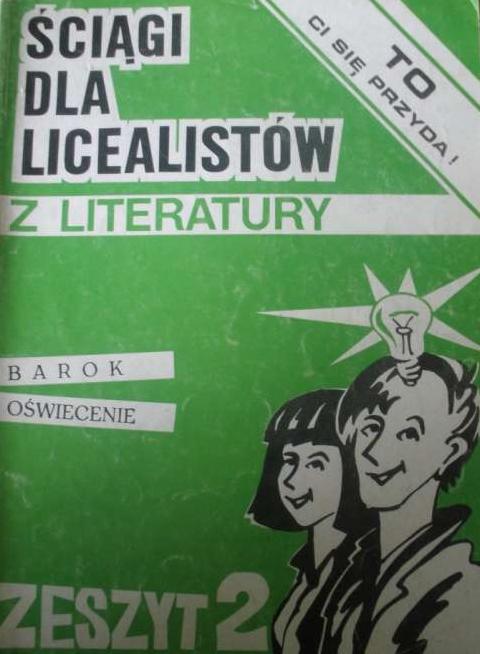 ŚCIĄGI
DLA
LICEALISTÓW
TO
CI SIĘ PRZYDA!
Z LITERATURY
BAROK
OŚWIECENIE
ZESZYT 2